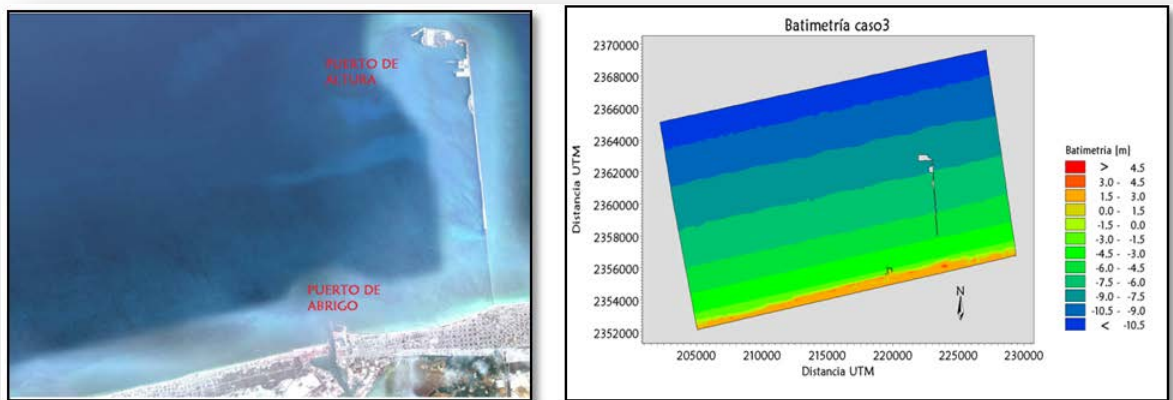 PUERTO DE
ALTURA
PUERTO DE
ABRIGO
Batimetría caso3
2370000
2368000
2366000
2364000
2362000
2360000
2358000
2356000
2354000
2352000
Distancia UTM
205000 210000 215000 220000 225000 230000
Distancia UTM
N
Batimetría [m]
> 4.5
3.0 - 4.5
1.5 - 3.0
0.0 - 1.5
-1.5 - 0.0
-3.0 - -1.5
-4.5 - -3.0
-6.0 - -4.5
-7.5 - -6.0
-9.0 - -7.5
-10.5 - -9.0
< -10.5